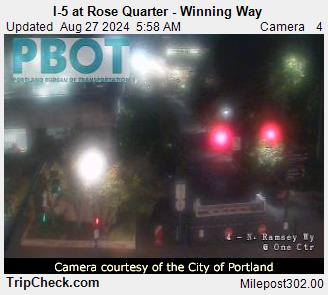 I-5 at Rose Quarter - Winning Way
Updated Aug 27 2024 5:58 AM Camera 4
PBOT
PORTLAND BUREAU OF TRANSPORTATION
4 - N. Ramsey Wy
@ One Ctr
Camera courtesy of the City of Portland
TripCheck.com Milepost302.00